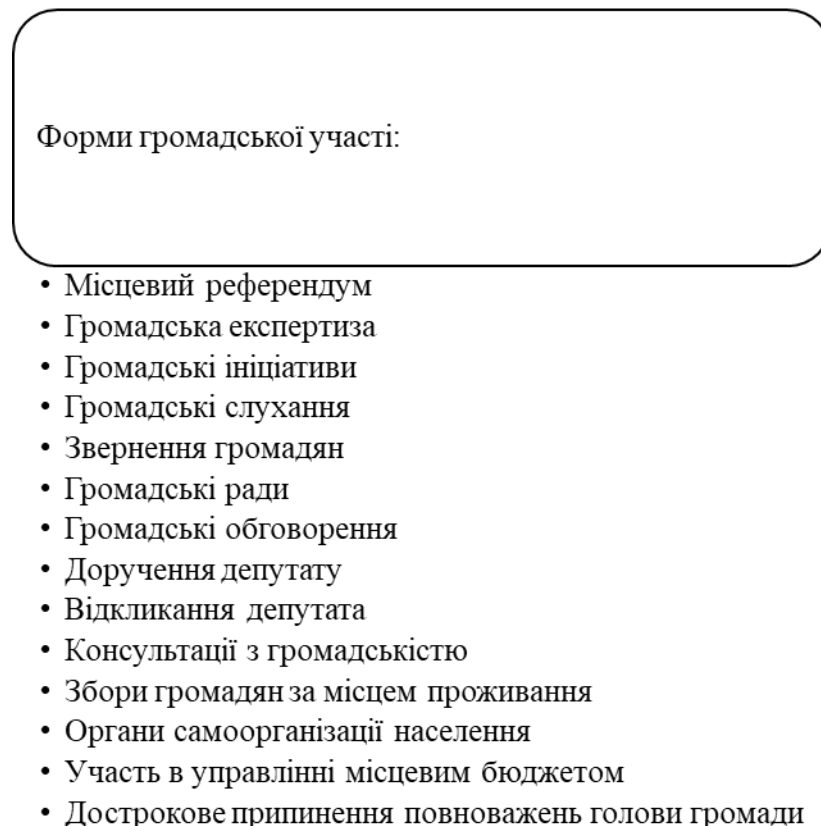 Форми громадської участі:
• Місцевий референдум
• Громадська експертиза
• Громадські ініціативи
• Громадські слухання
• Звернення громадян
• Громадські ради
• Громадські обговорення
• Доручення депутату
• Відкликання депутата
• Консультації з громадськістю
• Збори громадян за місцем проживання
• Органи самоорганізації населення
• Участь в управлінні місцевим бюджетом
• Дострокове припинення повноважень голови громади